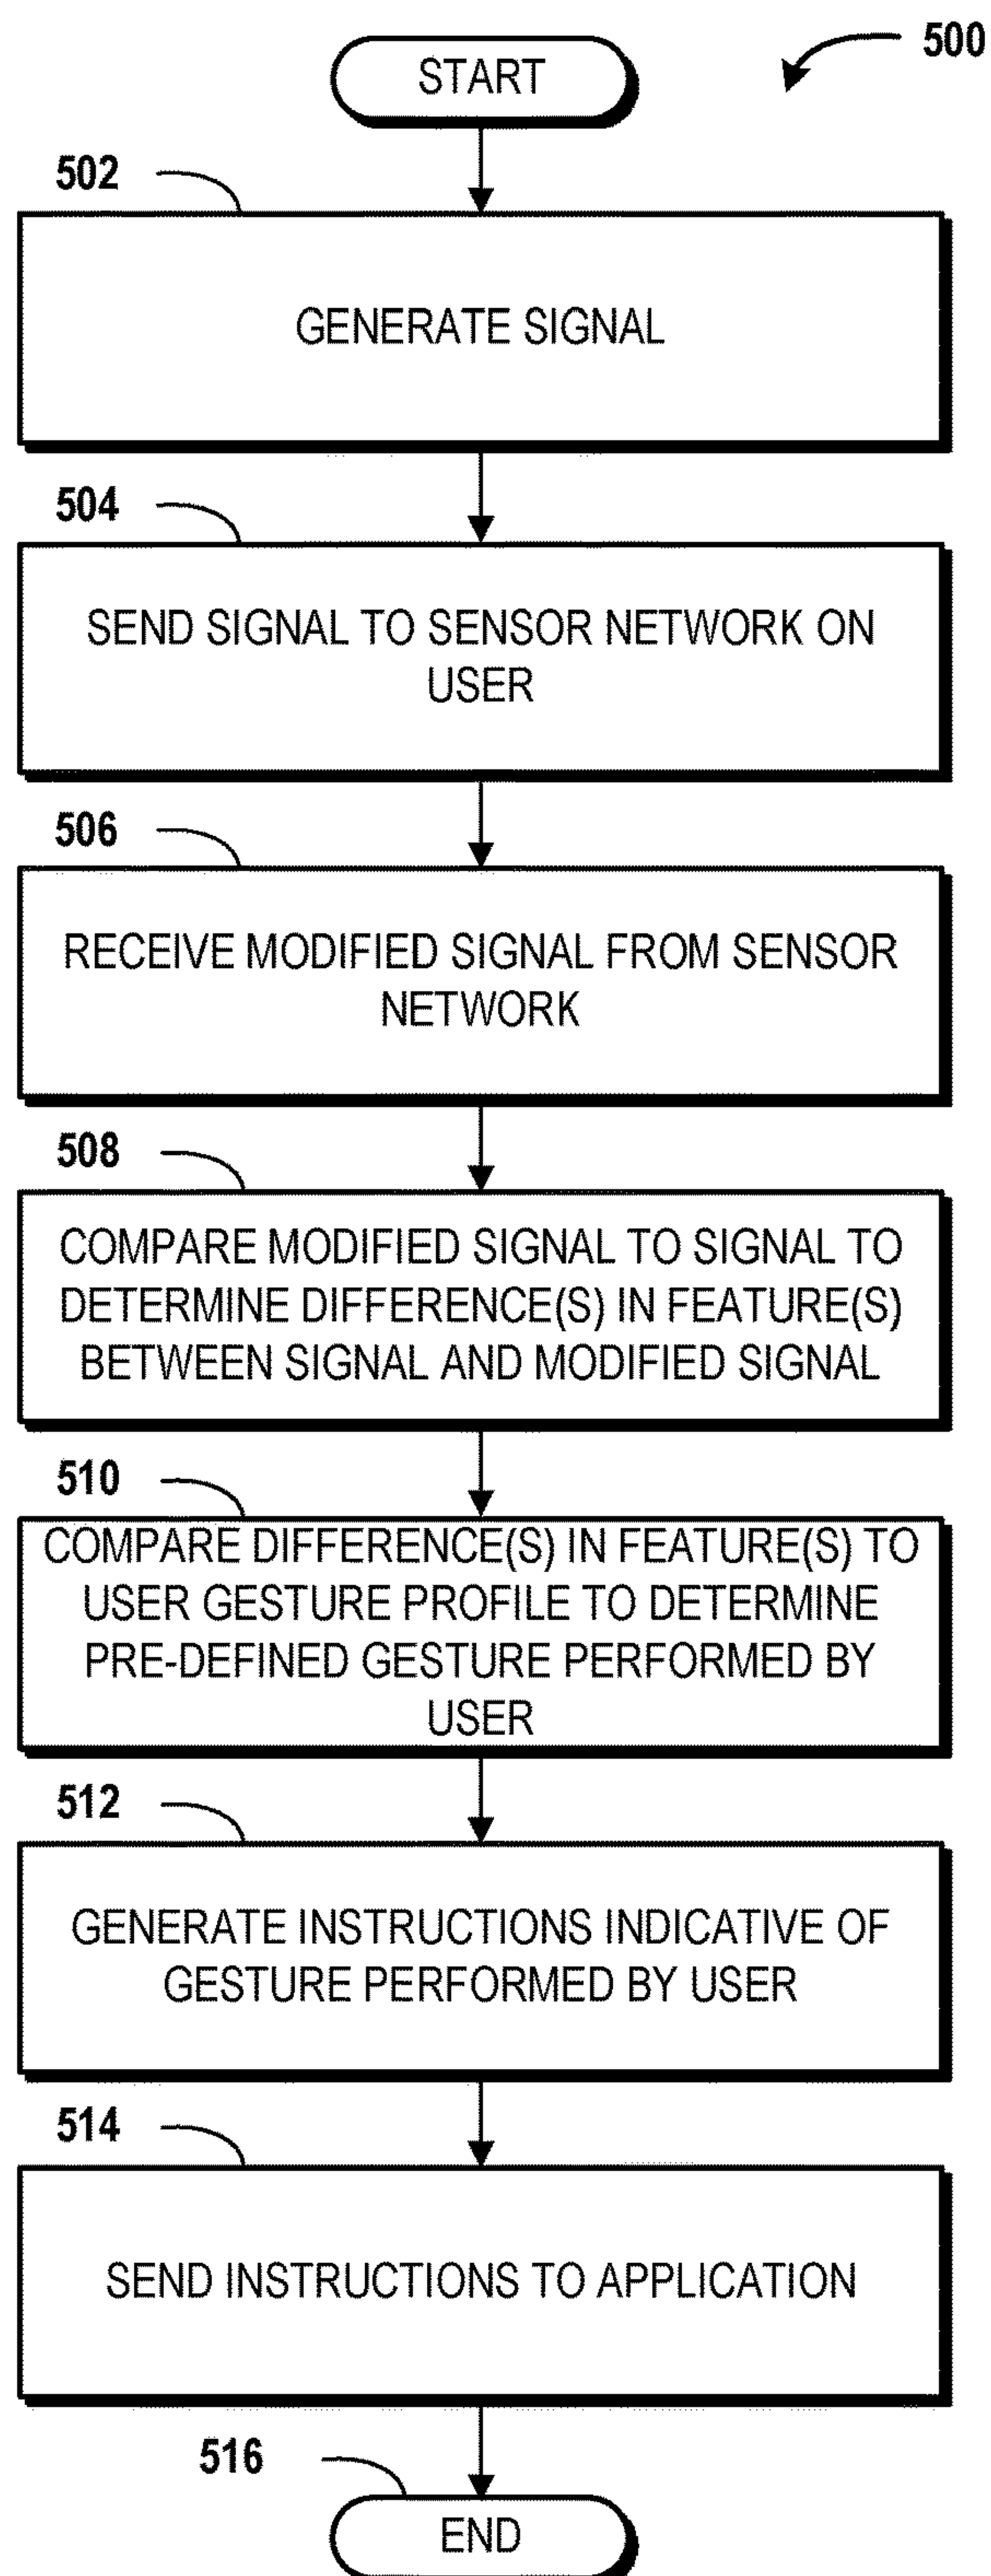 500
START
502
GENERATE SIGNAL
504
SEND SIGNAL TO SENSOR NETWORK ON
USER
506
RECEIVE MODIFIED SIGNAL FROM SENSOR
NETWORK
508
COMPARE MODIFIED SIGNAL TO SIGNAL TO
DETERMINE DIFFERENCE(S) IN FEATURE(S)
BETWEEN SIGNAL AND MODIFIED SIGNAL
510
COMPARE DIFFERENCE(S) IN FEATURE(S) TO
USER GESTURE PROFILE TO DETERMINE
PRE-DEFINED GESTURE PERFORMED BY
USER
512
GENERATE INSTRUCTIONS INDICATIVE OF
GESTURE PERFORMED BY USER
514
SEND INSTRUCTIONS TO APPLICATION
516
END